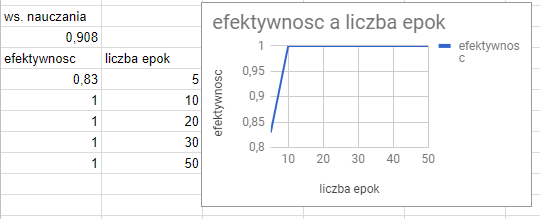 ws. nauczania
0,908
efektywnosc liczba epok
0,83 5
1 10
1 20
1 30
1 50
efektywnosc a liczba epok
efektywnosc
1
0,95
0,9
0,85
0,8
10 20 30 40 50
liczba epok
efektywnos
c